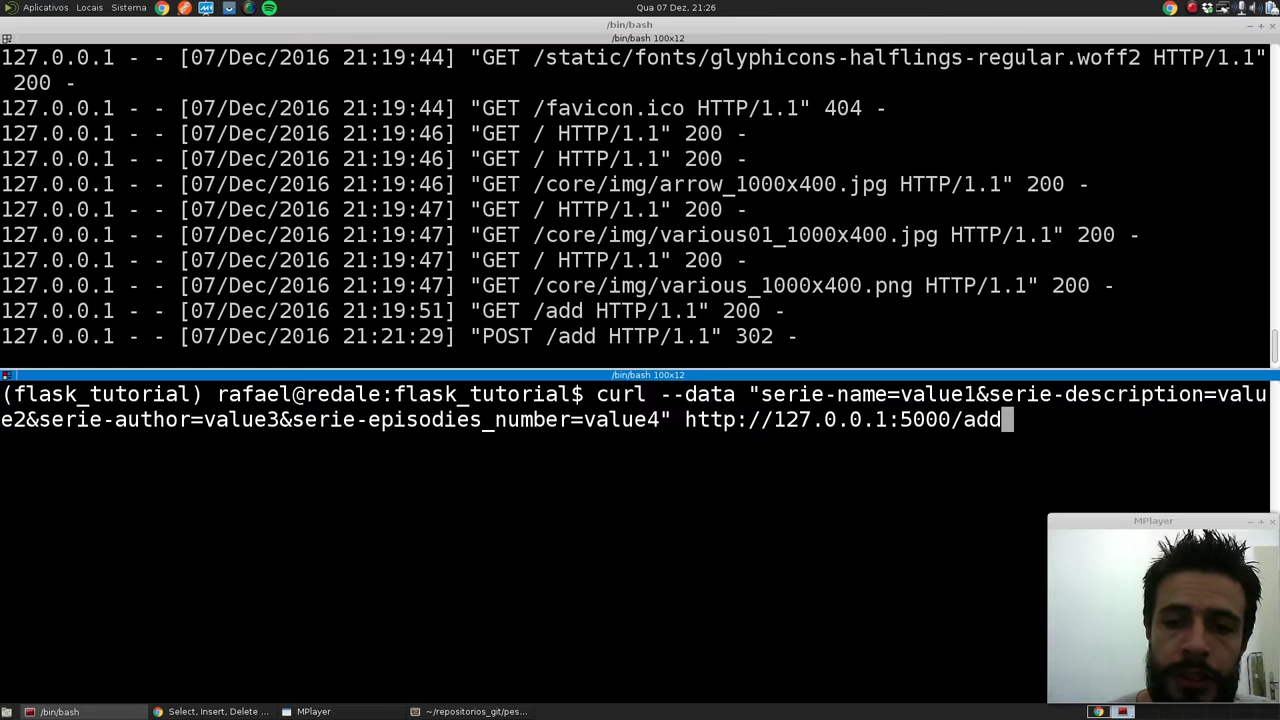 Aplicativos Locais Sistema
Qua 07 Dez, 21:26
/bin/bash
/bin/bash 100x12
127.0.0.1 - - [07/Dec/2016 21:19:44] "GET /static/fonts/glyphicons-halflings-regular.woff2 HTTP/1.1"
200 -
127.0.0.1 - - [07/Dec/2016 21:19:44] "GET /favicon.ico HTTP/1.1" 404 -
127.0.0.1 - - [07/Dec/2016 21:19:46] "GET / HTTP/1.1" 200 -
127.0.0.1 - - [07/Dec/2016 21:19:46] "GET / HTTP/1.1" 200 -
127.0.0.1 - - [07/Dec/2016 21:19:46] "GET /core/img/arrow_1000x400.jpg HTTP/1.1" 200 -
127.0.0.1 - - [07/Dec/2016 21:19:47] "GET / HTTP/1.1" 200 -
127.0.0.1 - - [07/Dec/2016 21:19:47] "GET /core/img/various01_1000x400.jpg HTTP/1.1" 200 -
127.0.0.1 - - [07/Dec/2016 21:19:47] "GET / HTTP/1.1" 200 -
127.0.0.1 - - [07/Dec/2016 21:19:47] "GET /core/img/various_1000x400.png HTTP/1.1" 200 -
127.0.0.1 - - [07/Dec/2016 21:19:51] "GET /add HTTP/1.1" 200 -
127.0.0.1 - - [07/Dec/2016 21:21:29] "POST /add HTTP/1.1" 302 -
/bin/bash 100x12
(flask_tutorial) rafael@redale:flask_tutorial$ curl --data "serie-name=value1&serie-description=valu
e2&serie-author=value3&serie-episodies_number=value4" http://127.0.0.1:5000/add
MPlayer
/bin/bash
Select, Insert, Delete ...
MPlayer
~/repositorios_git/pes...